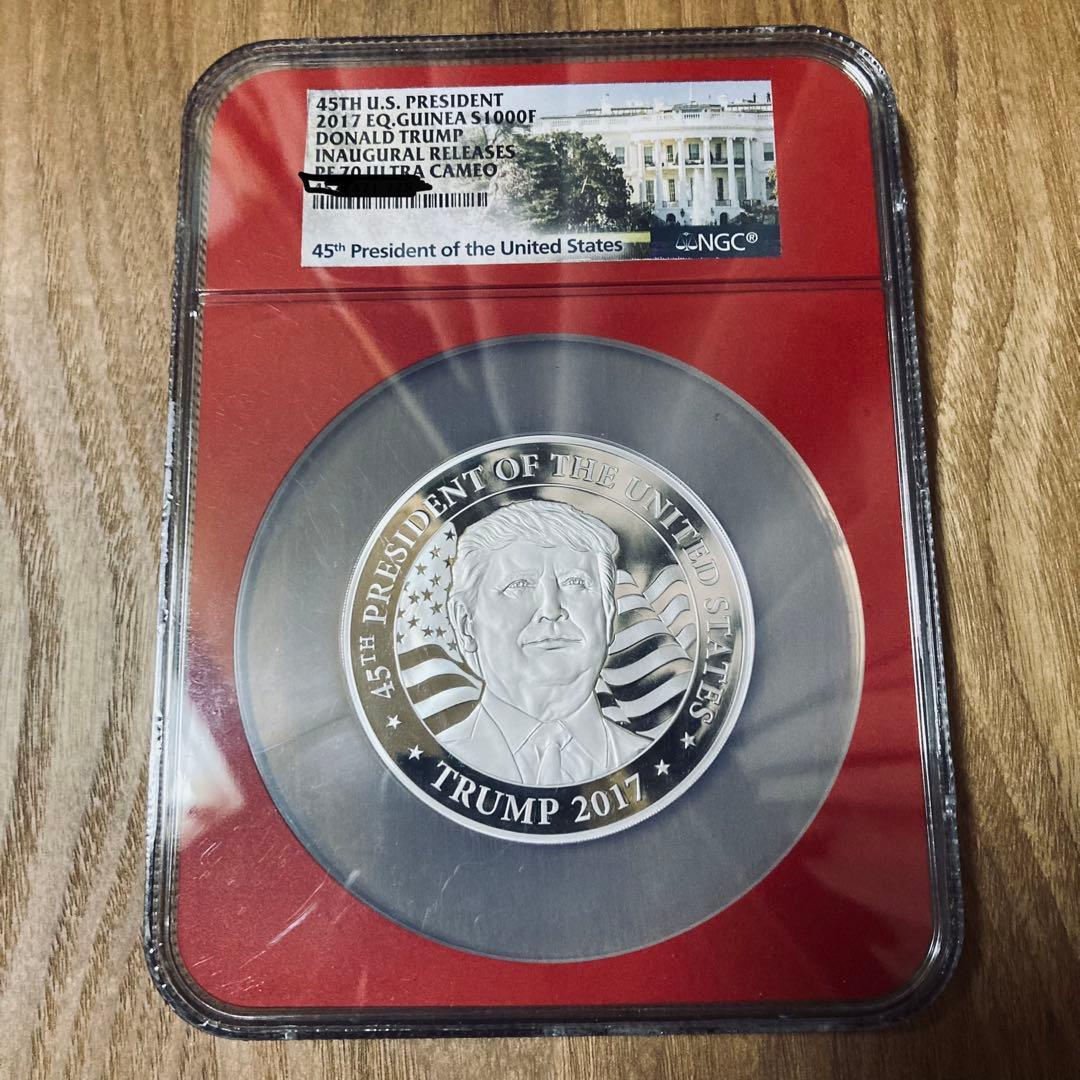 45TH U.S. PRESIDENT
2017 EQ.GUINEA S1000F
DONALD TRUMP
INAUGURAL RELEASES
PF 70 ULTRA CAMEO
45th President of the United States
NGC®
45TH PRESIDENT OF THE UNITED STATES
★ TRUMP 2017 ★